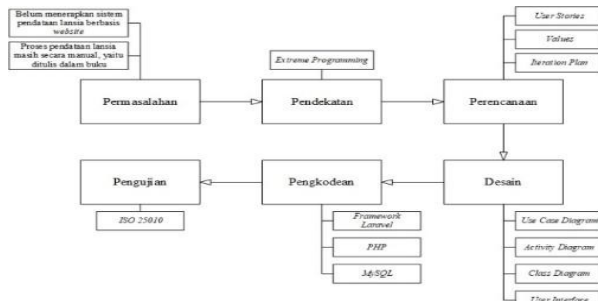 Belum menerapkan sistem
pendataan lansia berbasis
website
Proses pendataan lansia
masih secara manual, yaitu
ditulis dalam buku
Extreme Programming
User Stories
Values
Iteration Plan
Permasalahan
Pendekatan
Perencanaan
Pengujian
Pengkodean
Desain
ISO 25010
Framework
Laravel
PHP
MySQL
Use Case Diagram
Activity Diagram
Class Diagram
User Interface